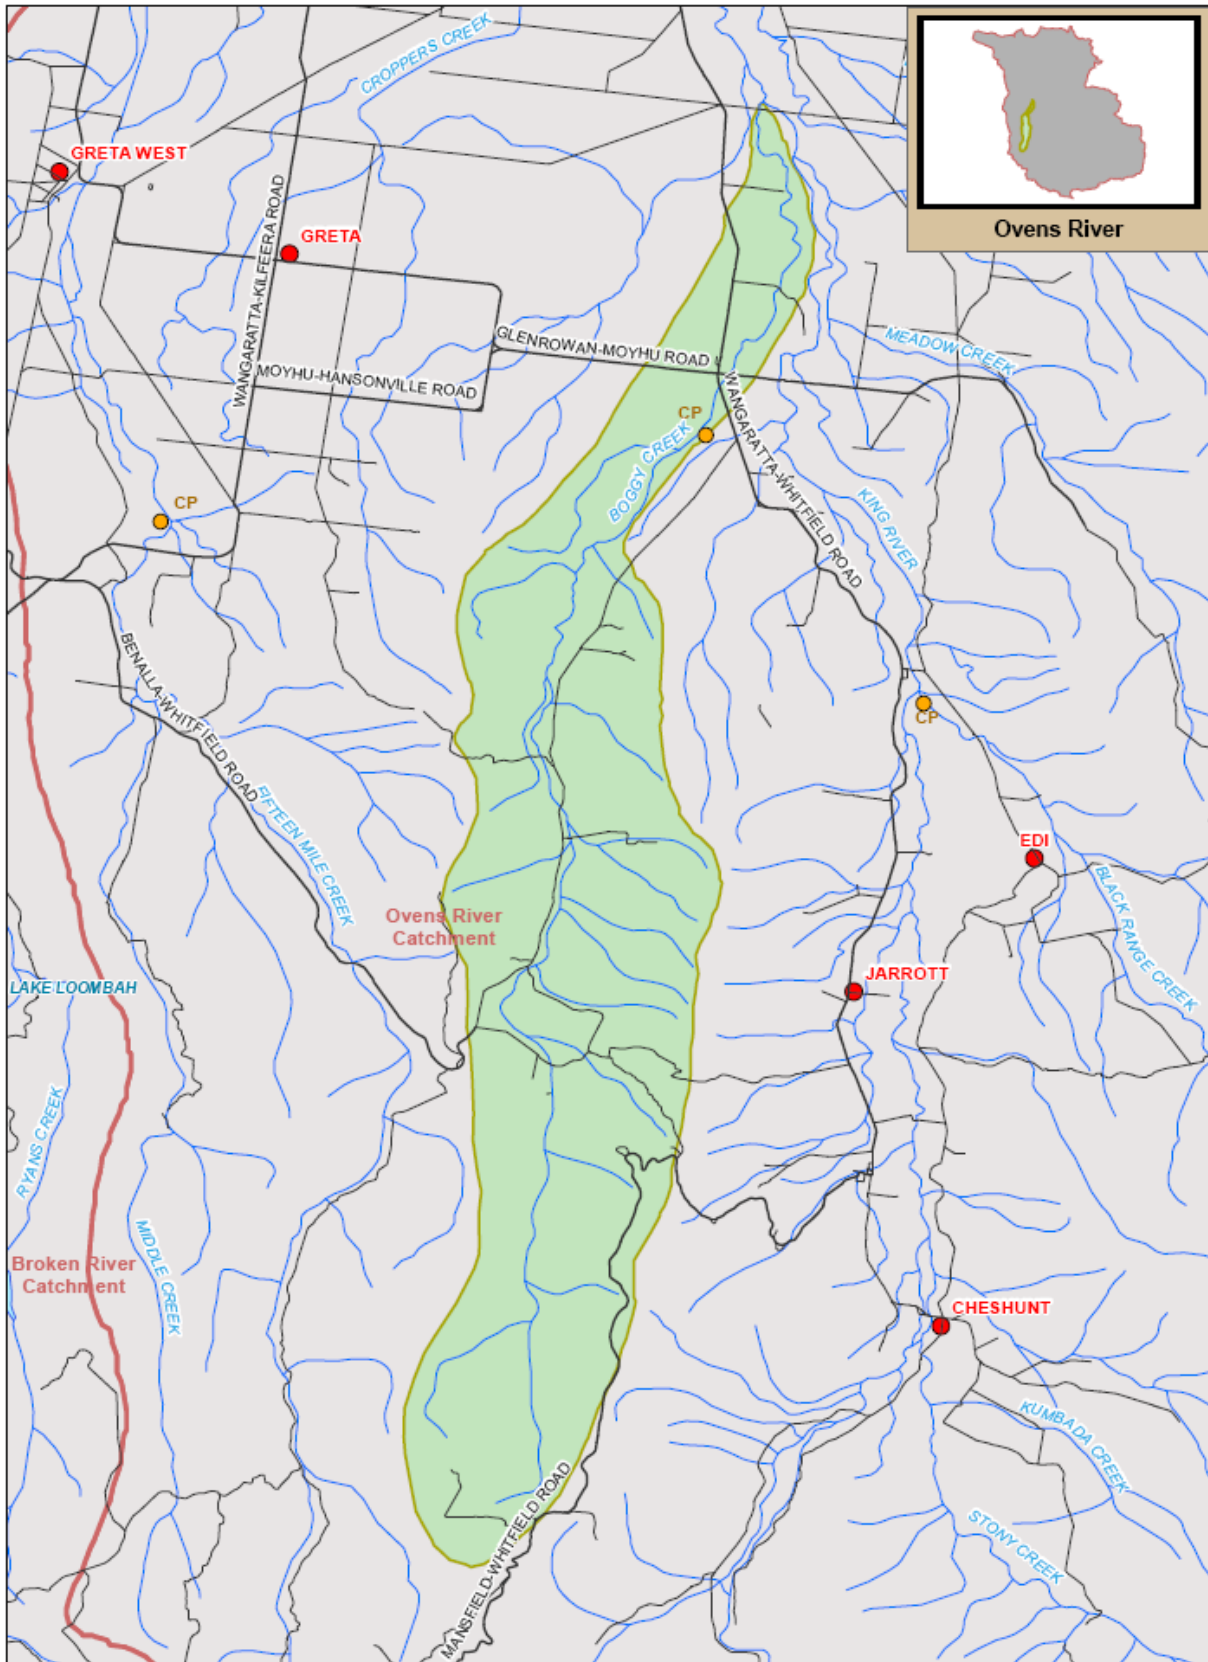 CROPPERS CREEK
Ovens River
GRETA WEST
GRETA
WANGARATTA-KILFEERA ROAD
GLENROWAN-MOYHU ROAD
MEADOW CREEK
MOYHU-HANSONVILLE ROAD
CP
BOGGY CREEK
WANGARATTA-WHITFIELD ROAD
CP
KING RIVER
BENALLA-WHITFIELD ROAD
CP
FIFTEEN MILE CREEK
EDI
BLACK RANGE CREEK
Ovens River
Catchment
JARROTT
LAKE LOOMBAH
RYANS CREEK
MIDDLE CREEK
Broken River
Catchment
CHESHUNT
KUMBADA CREEK
STONY CREEK
MANSFIELD-WHITFIELD ROAD